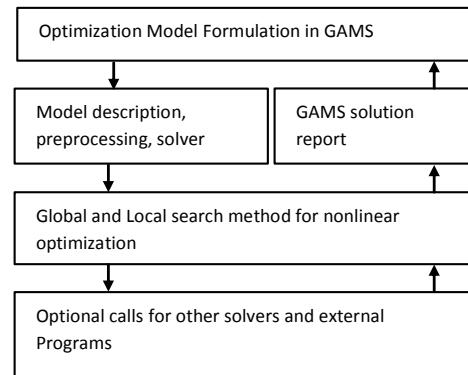 Optimization Model Formulation in GAMS
Model description,
preprocessing, solver
GAMS solution
report
Global and Local search method for nonlinear
optimization
Optional calls for other solvers and external
Programs